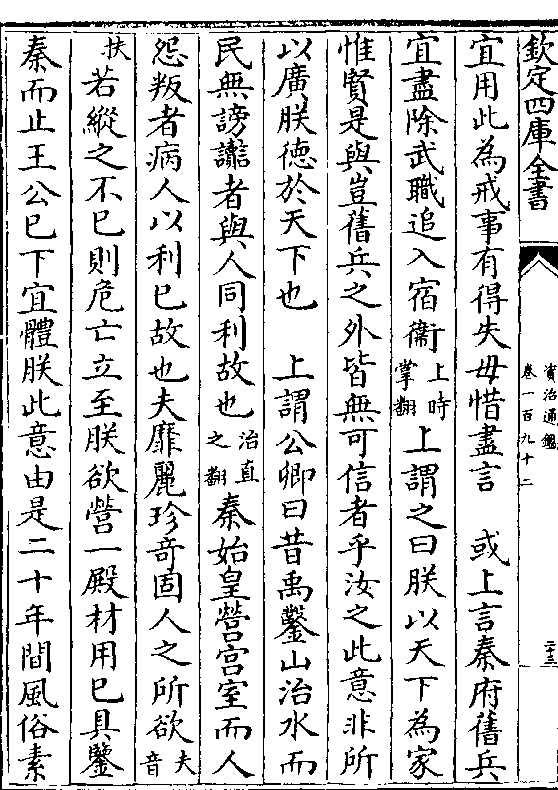 欽定四庫全書
資治通鑑
卷一百九十二
二十三
宜用此為戒事有得失毋惜盡言　或上言秦府舊兵
宜盡除武職追入宿衞上時掌翻上謂之曰朕以天下為家
惟賢是與豈舊兵之外皆無可信者乎汝之此意非所
以廣朕德於天下也　上謂公卿曰昔禹鑿山治水而
民無謗讟者與人同利故也治直之翻秦始皇營宫室而人
怨叛者病人以利已故也夫靡麗珍竒固人之所欲夫音
扶若縱之不已則危亡立至朕欲營一殿材用已具鑒
秦而止王公已下宜體朕此意由是二十年間風俗素